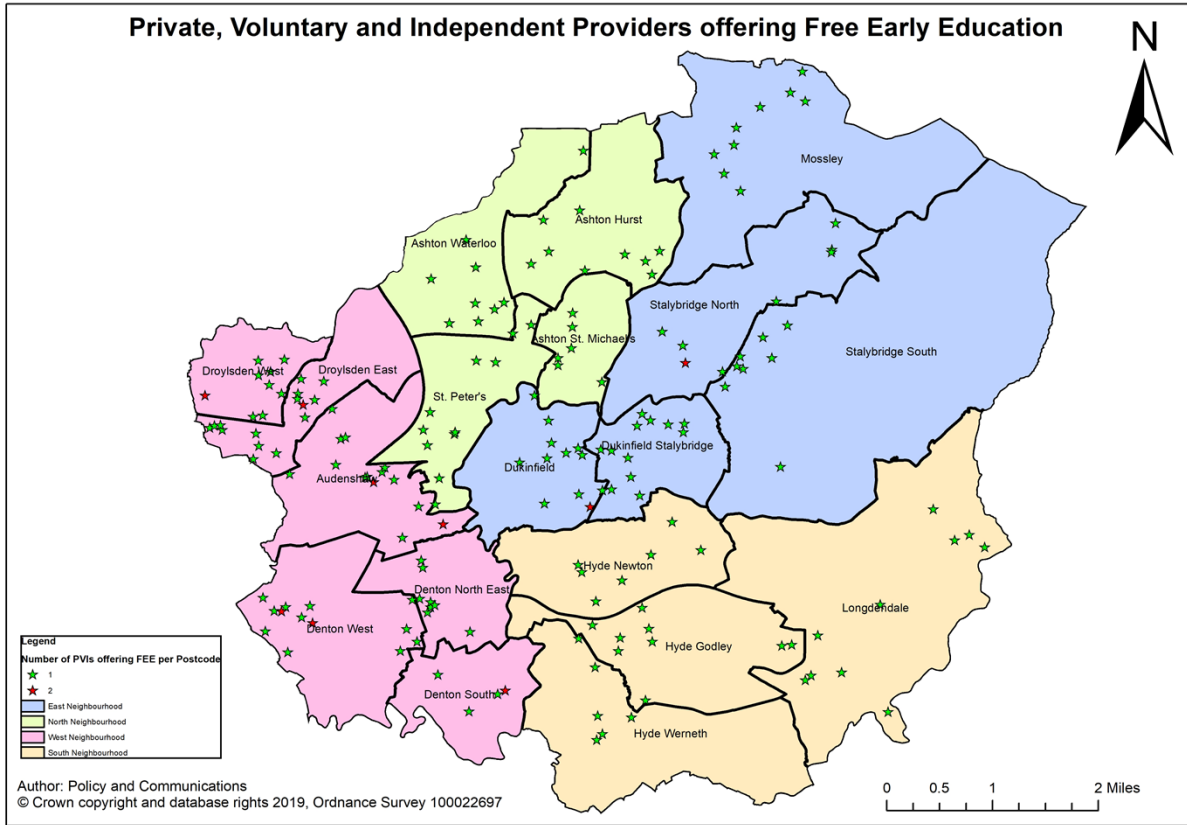 Private, Voluntary and Independent Providers offering Free Early Education
N
Mossley
Ashton Hurst
Ashton Waterloo
Stalybridge North
Ashton St. Michael's
Stalybridge South
Droylsden West
Droylsden East
St. Peter's
Dukinfield Stalybridge
Dukinfield
Audenshaw
Hyde Newton
Denton North East
Longdendale
Denton West
Hyde Godley
Denton South
Hyde Werneth
Legend
Number of PVIs offering FEE per Postcode
1
2
East Neighbourhood
North Neighbourhood
West Neighbourhood
South Neighbourhood
Author: Policy and Communications
© Crown copyright and database rights 2019, Ordnance Survey 100022697
0 0.5 1 2 Miles